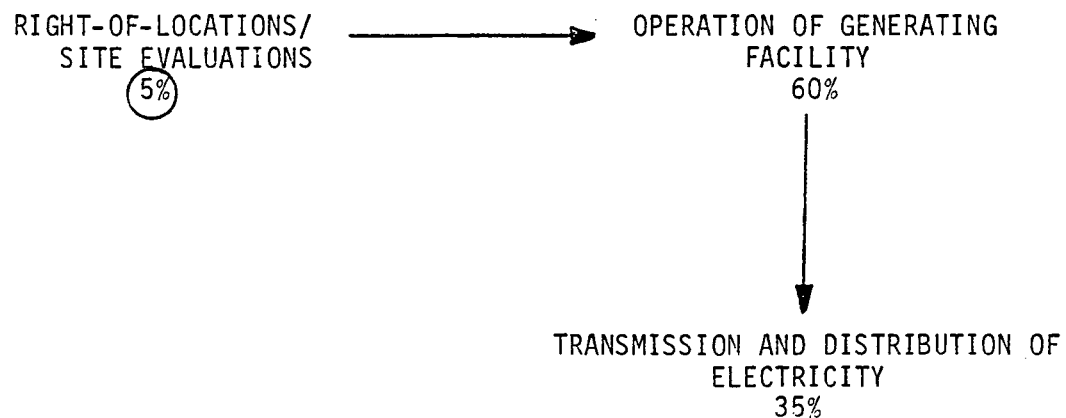 RIGHT-OF-LOCATIONS/
SITE EVALUATIONS
5%
OPERATION OF GENERATING
FACILITY
60%
TRANSMISSION AND DISTRIBUTION OF
ELECTRICITY
35%